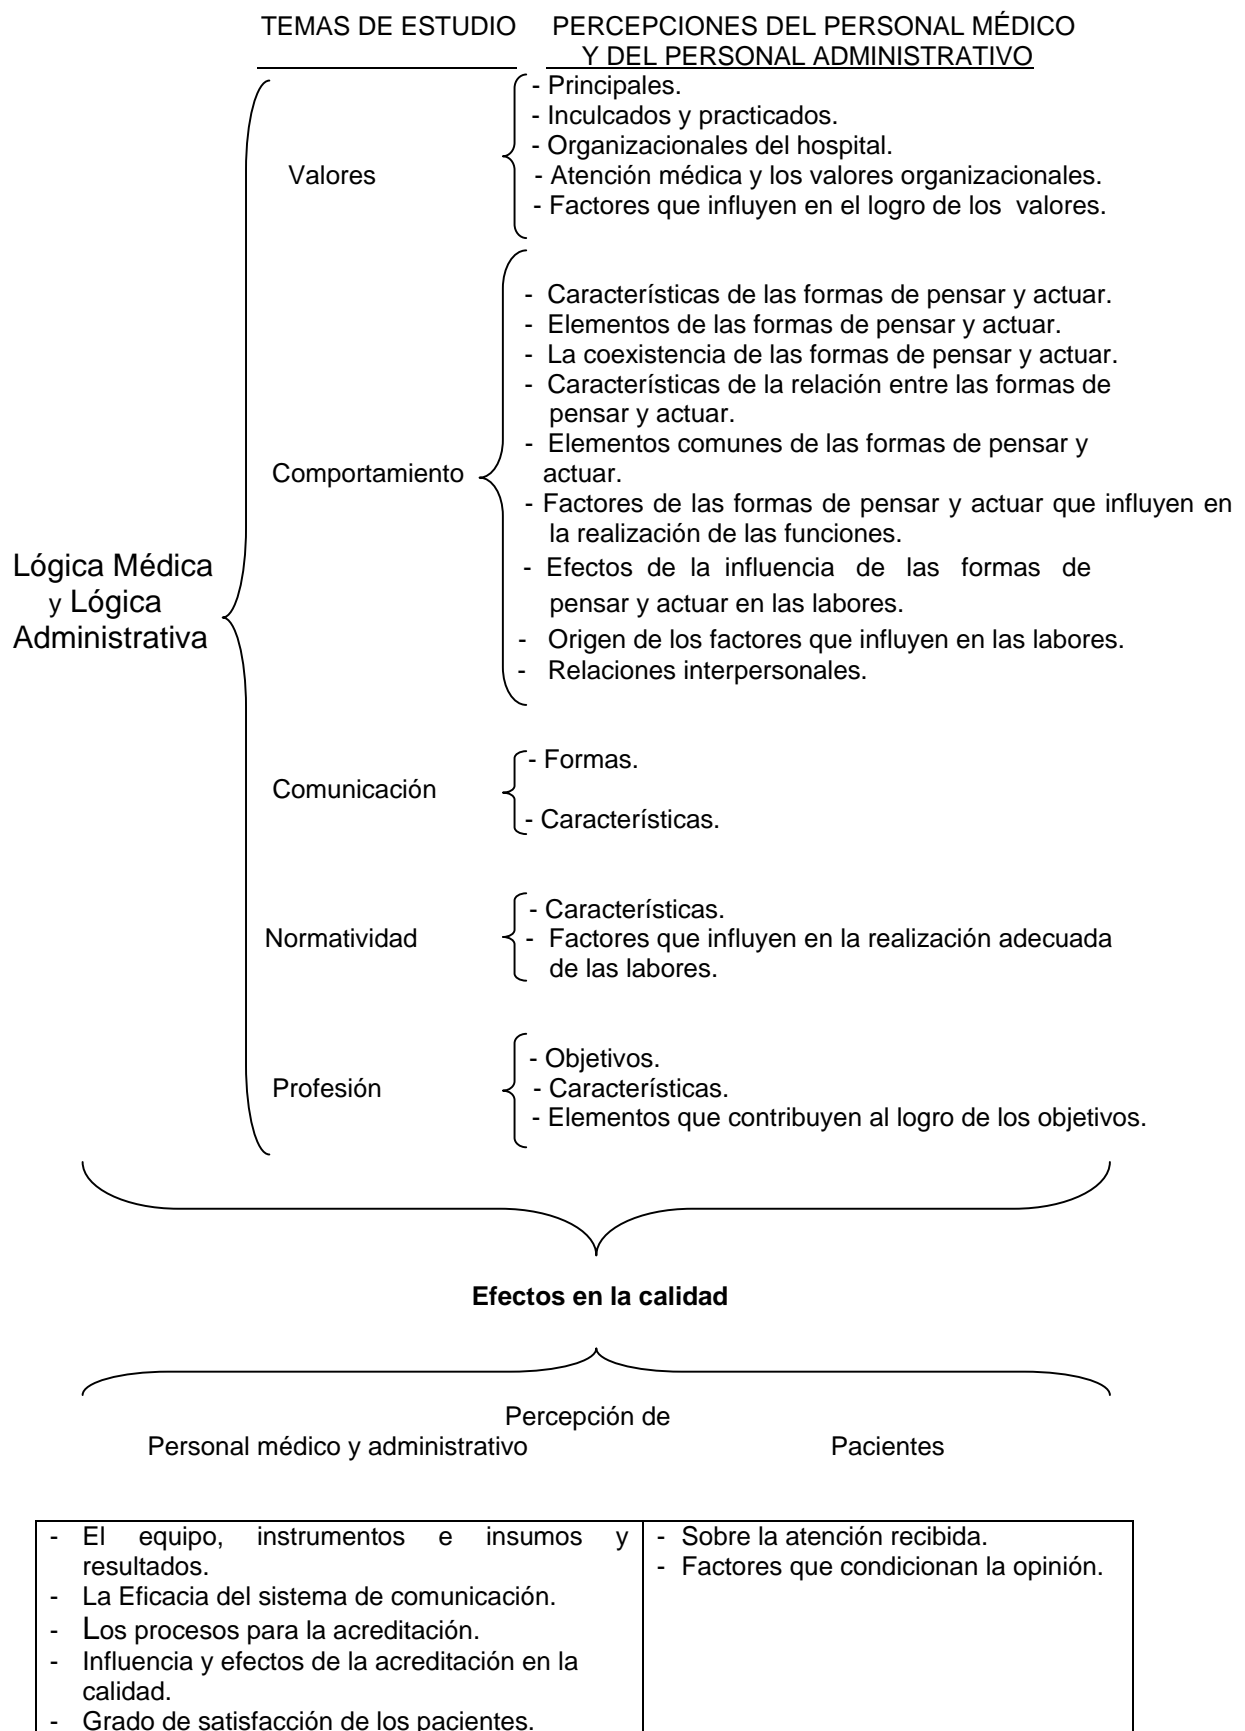 TEMAS DE ESTUDIO PERCEPCIONES DEL PERSONAL MÉDICO
Y DEL PERSONAL ADMINISTRATIVO
- Principales.
- Inculcados y practicados.
- Organizacionales del hospital.
Valores
- Atención médica y los valores organizacionales.
- Factores que influyen en el logro de los valores.
- Características de las formas de pensar y actuar.
- Elementos de las formas de pensar y actuar.
- La coexistencia de las formas de pensar y actuar.
- Características de la relación entre las formas de
pensar y actuar.
- Elementos comunes de las formas de pensar y
Comportamiento
actuar.
- Factores de las formas de pensar y actuar que influyen en
la realización de las funciones.
Lógica Médica
y Lógica
Administrativa
- Efectos de la influencia de las formas de
pensar y actuar en las labores.
- Origen de los factores que influyen en las labores.
- Relaciones interpersonales.
- Formas.
Comunicación
- Características.
- Características.
Normatividad
- Factores que influyen en la realización adecuada
de las labores.
- Objetivos.
Profesión
- Características.
- Elementos que contribuyen al logro de los objetivos.
Efectos en la calidad
Percepción de
Personal médico y administrativo
Pacientes
- El equipo, instrumentos e insumos y
resultados.
- La Eficacia del sistema de comunicación.
- Los procesos para la acreditación.
- Influencia y efectos de la acreditación en la
calidad.
- Grado de satisfacción de los pacientes.
- Sobre la atención recibida.
- Factores que condicionan la opinión.